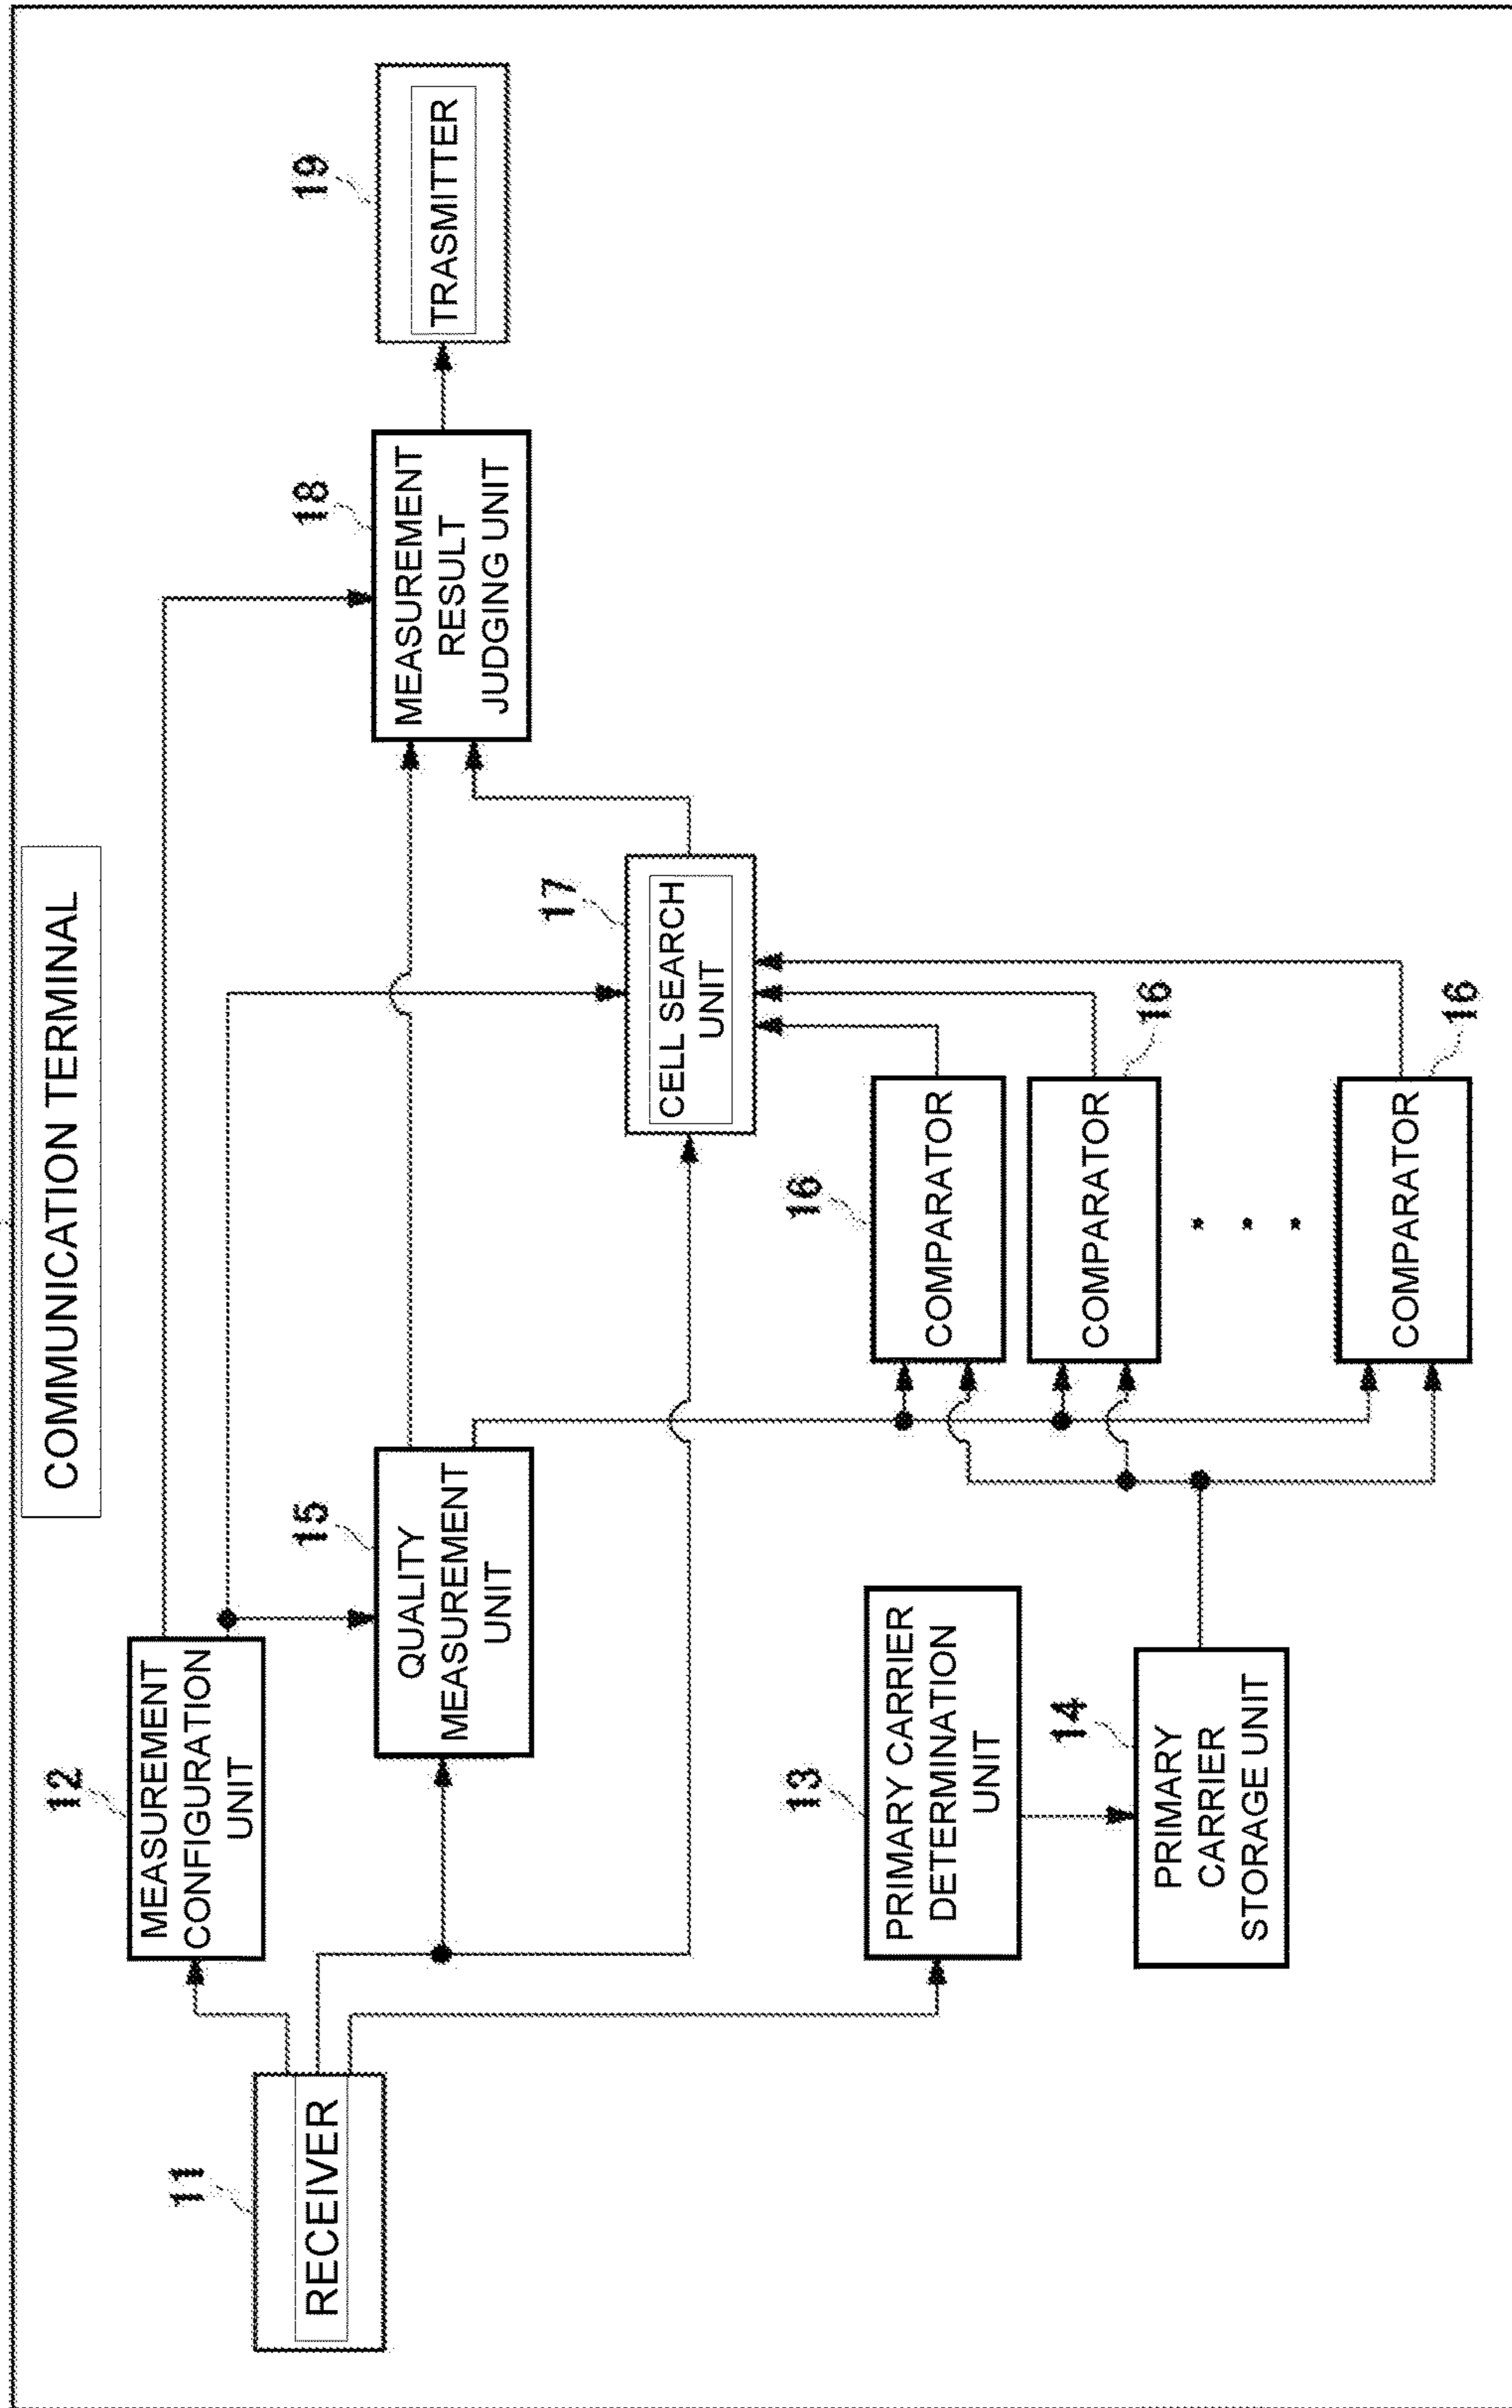 COMMUNICATION TERMINAL
11
RECEIVER
12
MEASUREMENT
CONFIGURATION
UNIT
15
QUALITY
MEASUREMENT
UNIT
13
PRIMARY CARRIER
DETERMINATION
UNIT
14
PRIMARY
CARRIER
STORAGE UNIT
16
COMPARATOR
COMPARATOR
16
COMPARATOR
16
17
CELL SEARCH
UNIT
18
MEASUREMENT
RESULT
JUDGING UNIT
19
TRASMITTER